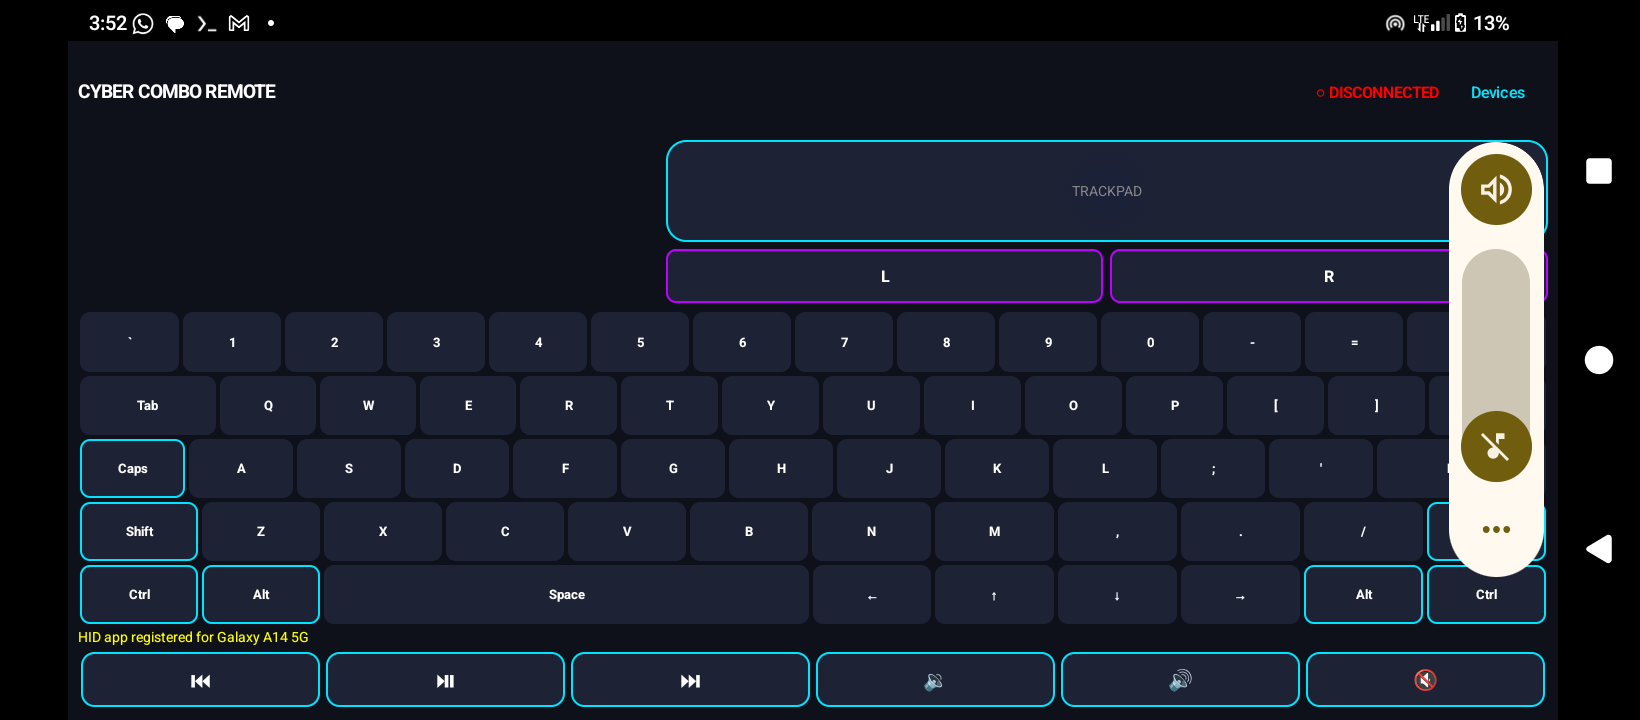 3:52
LTE 13%
CYBER COMBO REMOTE
○ DISCONNECTED Devices
TRACKPAD
L R
` 1 2 3 4 5 6 7 8 9 0 - =
Tab Q W E R T Y U I O P [ ]
Caps A S D F G H J K L ; '
Shift Z X C V B N M , . /
Ctrl Alt Space ← ↑ ↓ → Alt Ctrl
HID app registered for Galaxy A14 5G